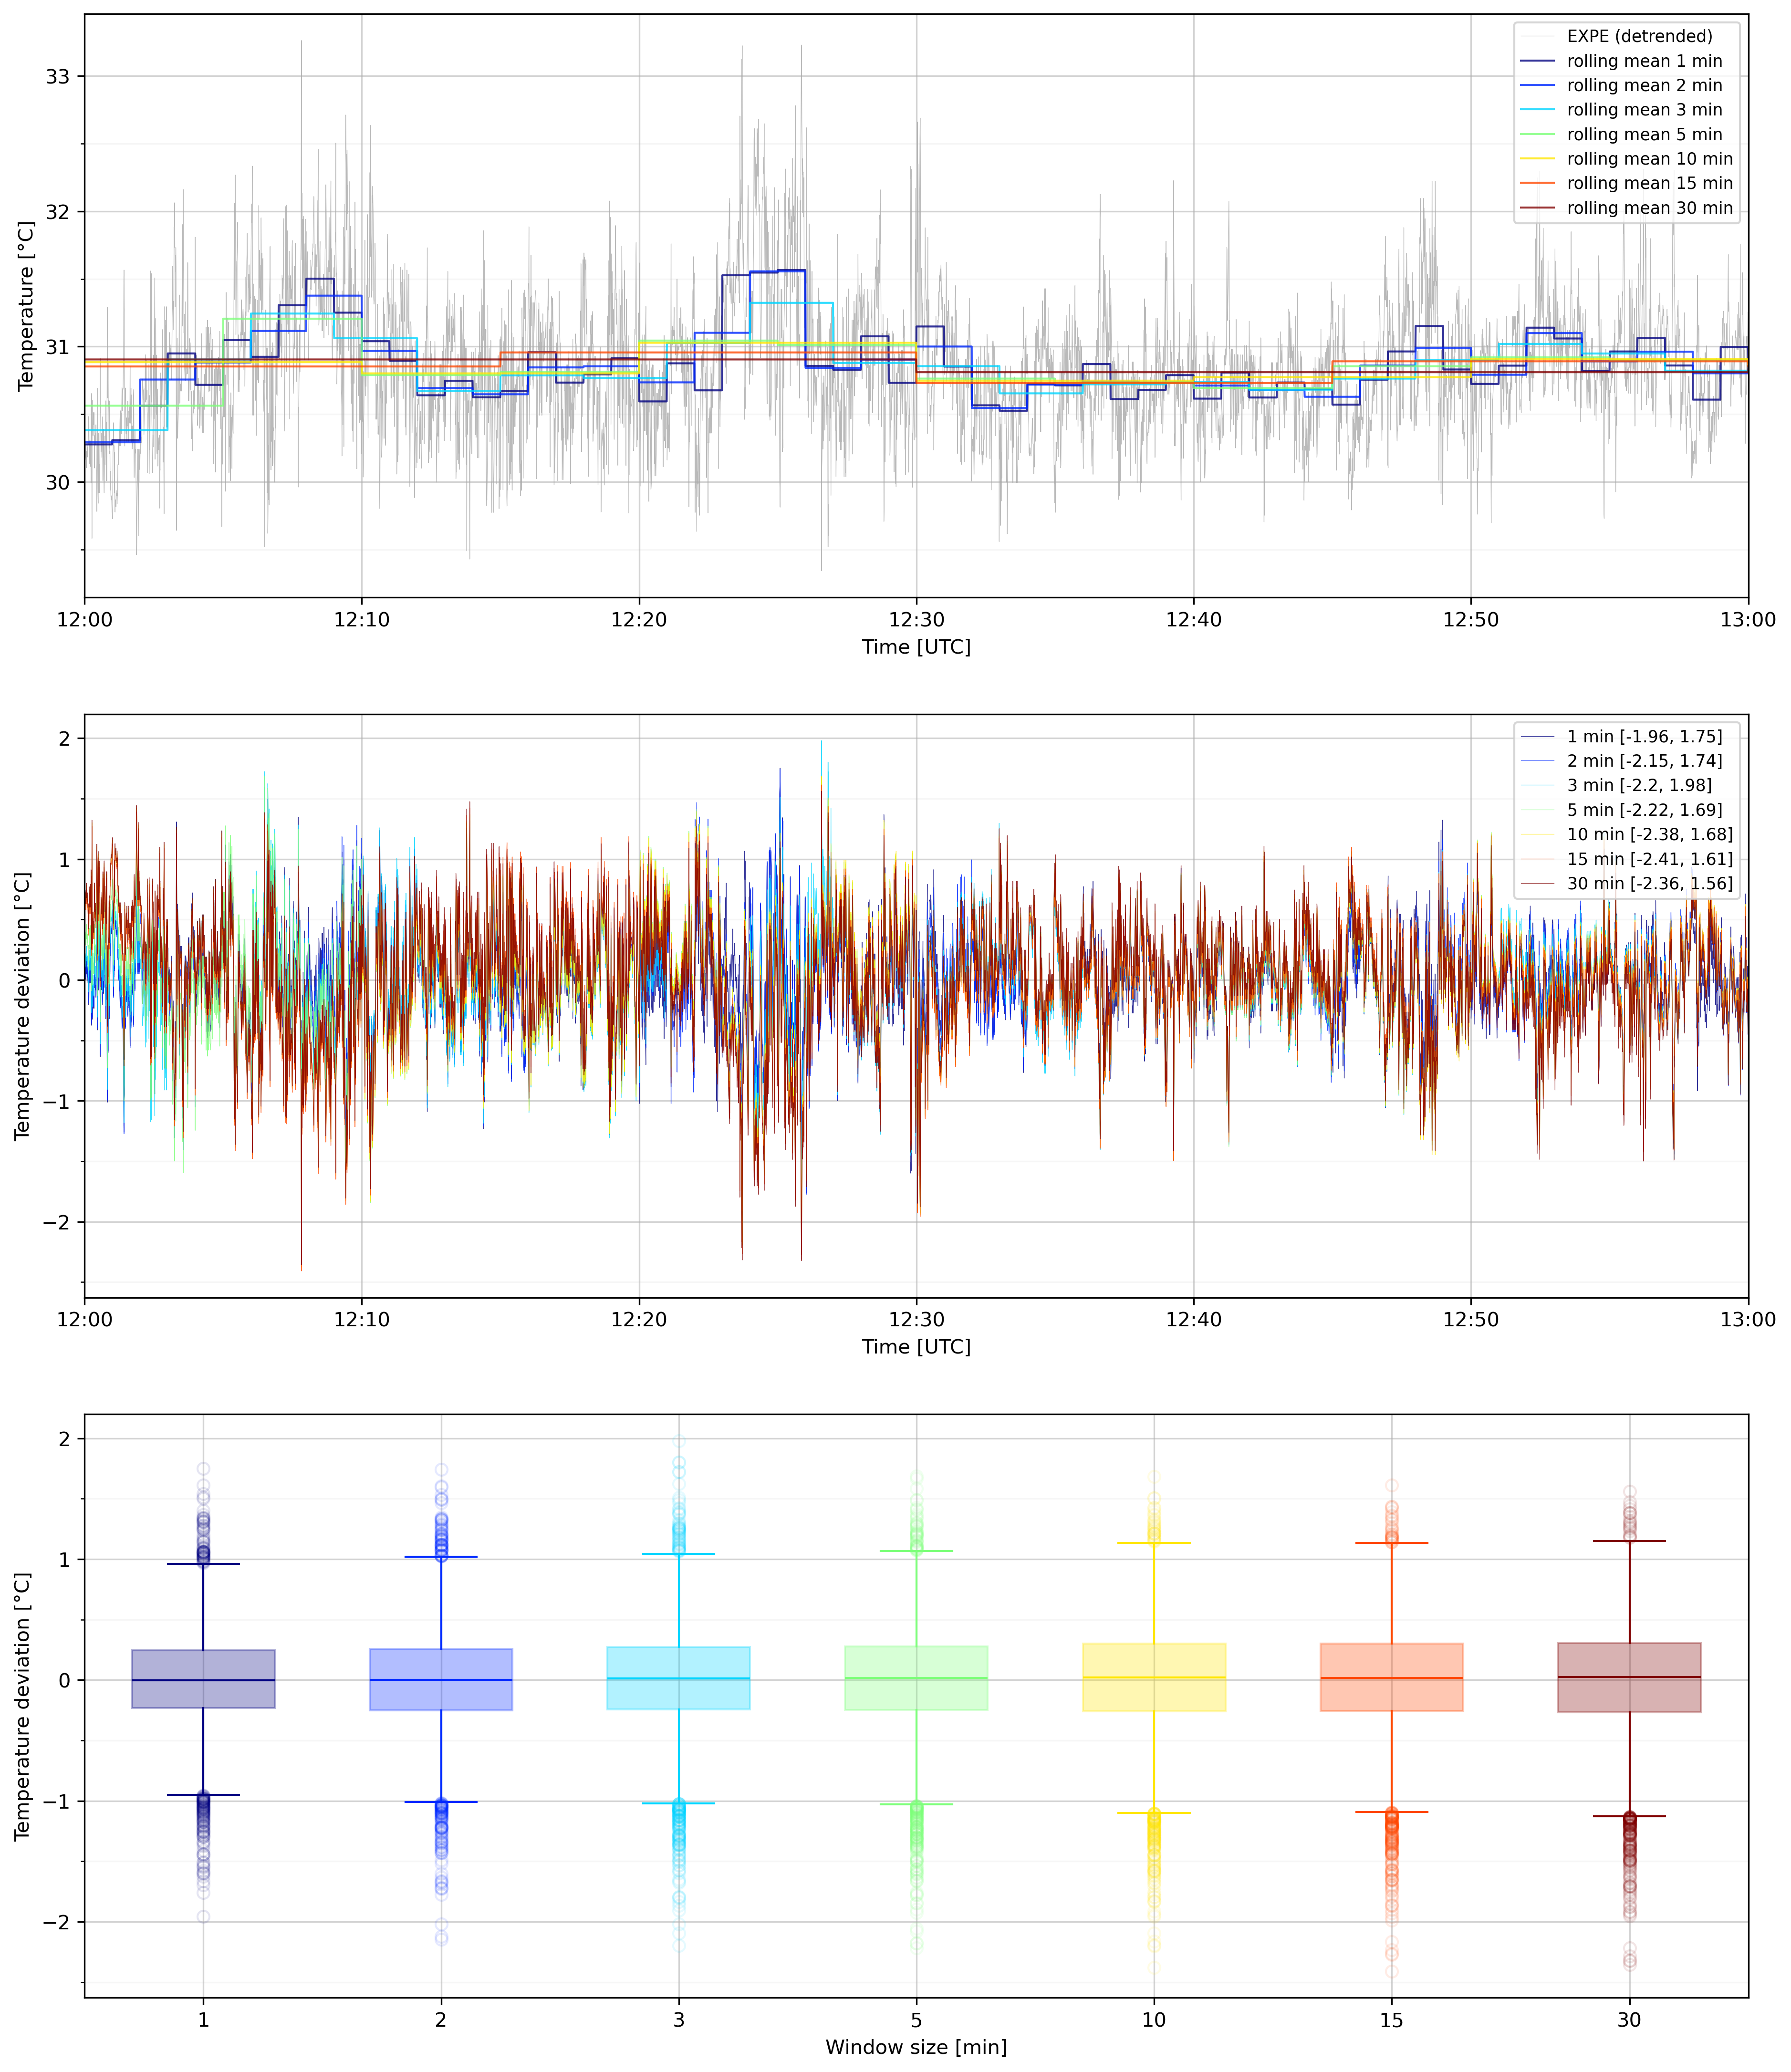 33
32
31
30
Temperature [°C]
EXPE (detrended)
rolling mean 1 min
rolling mean 2 min
rolling mean 3 min
rolling mean 5 min
rolling mean 10 min
rolling mean 15 min
rolling mean 30 min
12:00 12:10 12:20 12:30 12:40 12:50 13:00
Time [UTC]
2
1
0
−1
−2
Temperature deviation [°C]
1 min [-1.96, 1.75]
2 min [-2.15, 1.74]
3 min [-2.2, 1.98]
5 min [-2.22, 1.69]
10 min [-2.38, 1.68]
15 min [-2.41, 1.61]
30 min [-2.36, 1.56]
12:00 12:10 12:20 12:30 12:40 12:50 13:00
Time [UTC]
2
1
0
−1
−2
Temperature deviation [°C]
1 2 3 5 10 15 30
Window size [min]